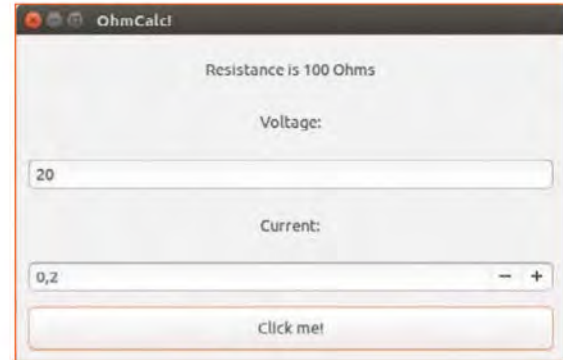 OhmCalc!
Resistance is 100 Ohms
Voltage:
20
Current:
0,2
Click me!